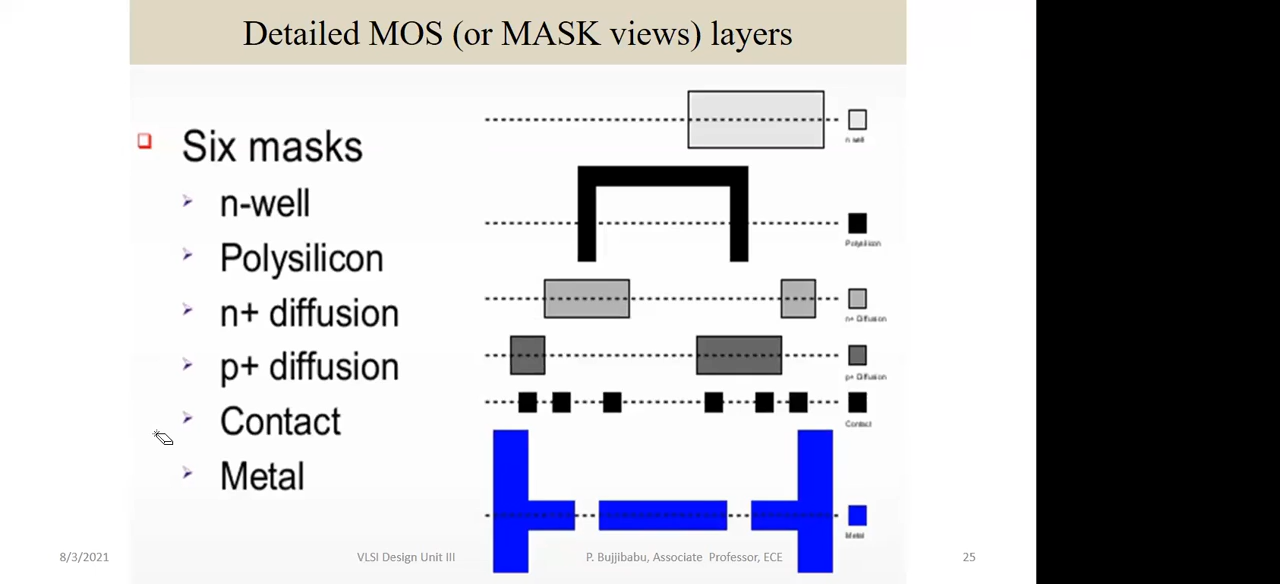 Detailed MOS (or MASK views) layers
Six masks
n-well
Polysilicon
n+ diffusion
p+ diffusion
Contact
Metal
n well
Polysilicon
n+ Diffusion
p+ Diffusion
Contact
Metal
8/3/2021
VLSI Design Unit III
P. Bujjibabu, Associate Professor, ECE
25